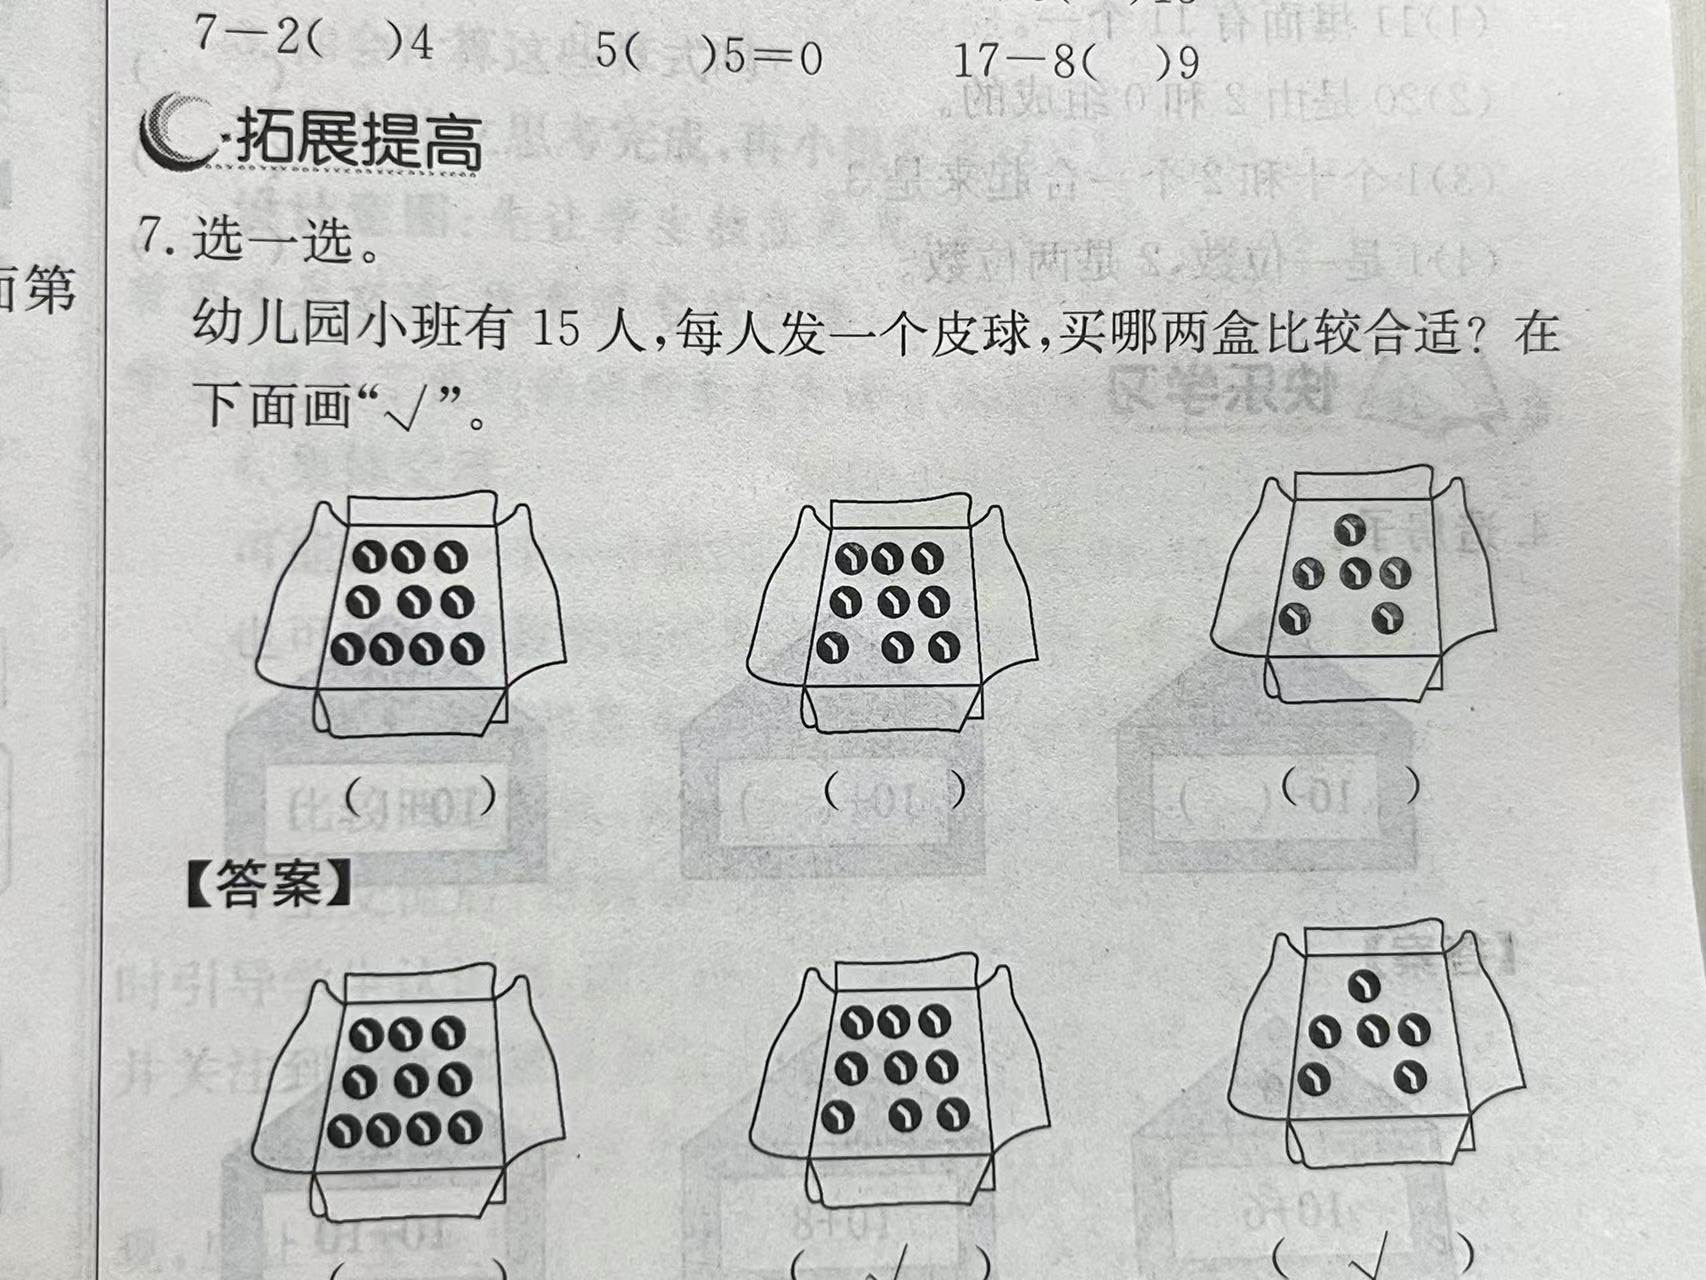 7－2(　)4　5(　)5＝0　17－8(　)9
拓展提高
7. 选一选。
第
幼儿园小班有 15 人,每人发一个皮球,买哪两盒比较合适? 在
下面画“√”。
(　)　(　)　(　)
【答案】
(　)　( √ )　( √ )